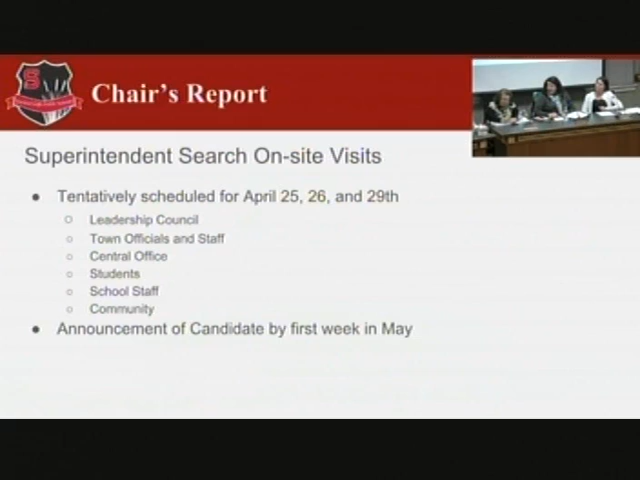 S
Chair's Report
Superintendent Search On-site Visits
● Tentatively scheduled for April 25, 26, and 29th
○ Leadership Council
○ Town Officials and Staff
○ Central Office
○ Students
○ School Staff
○ Community
● Announcement of Candidate by first week in May